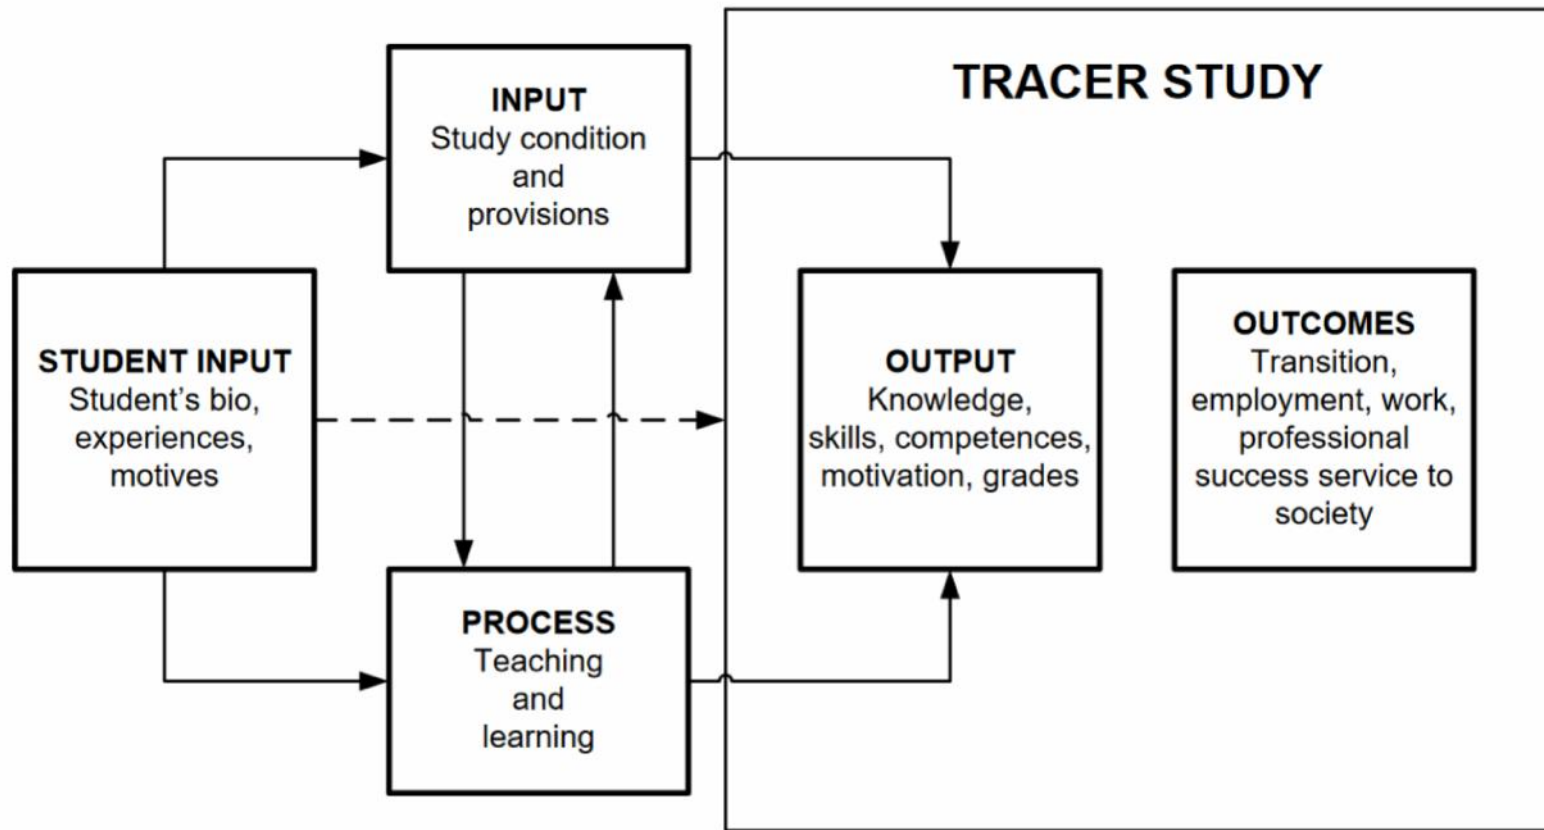 TRACER STUDY
INPUT
Study condition
and
provisions
STUDENT INPUT
Student's bio,
experiences,
motives
PROCESS
Teaching
and
learning
OUTPUT
Knowledge,
skills, competences,
motivation, grades
OUTCOMES
Transition,
employment, work,
professional
success service to
society